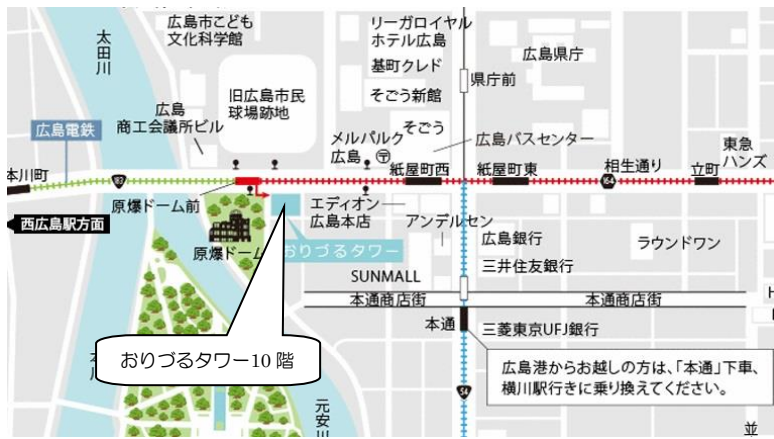 太田川
広島市こども
文化科学館
リーガロイヤル
ホテル広島
基町クレド
そごう新館
そごう
広島県庁
県庁前
広島
商工会議所ビル
旧広島市民
球場跡地
広島電鉄
メルパルク
広島
広島バスセンター
東急
ハンズ
本川町
183
紙屋町西
紙屋町東
相生通り
164
立町
原爆ドーム前
エディオン
広島本店
アンデルセン
西広島駅方面
原爆ドーム
おりづるタワー
広島銀行
三井住友銀行
ラウンドワン
SUNMALL
本通商店街
本通商店街
本通
三菱東京UFJ銀行
おりづるタワー10階
広島港からお越しの方は、「本通」下車、
横川駅行きに乗り換えてください。
54
元安川
並